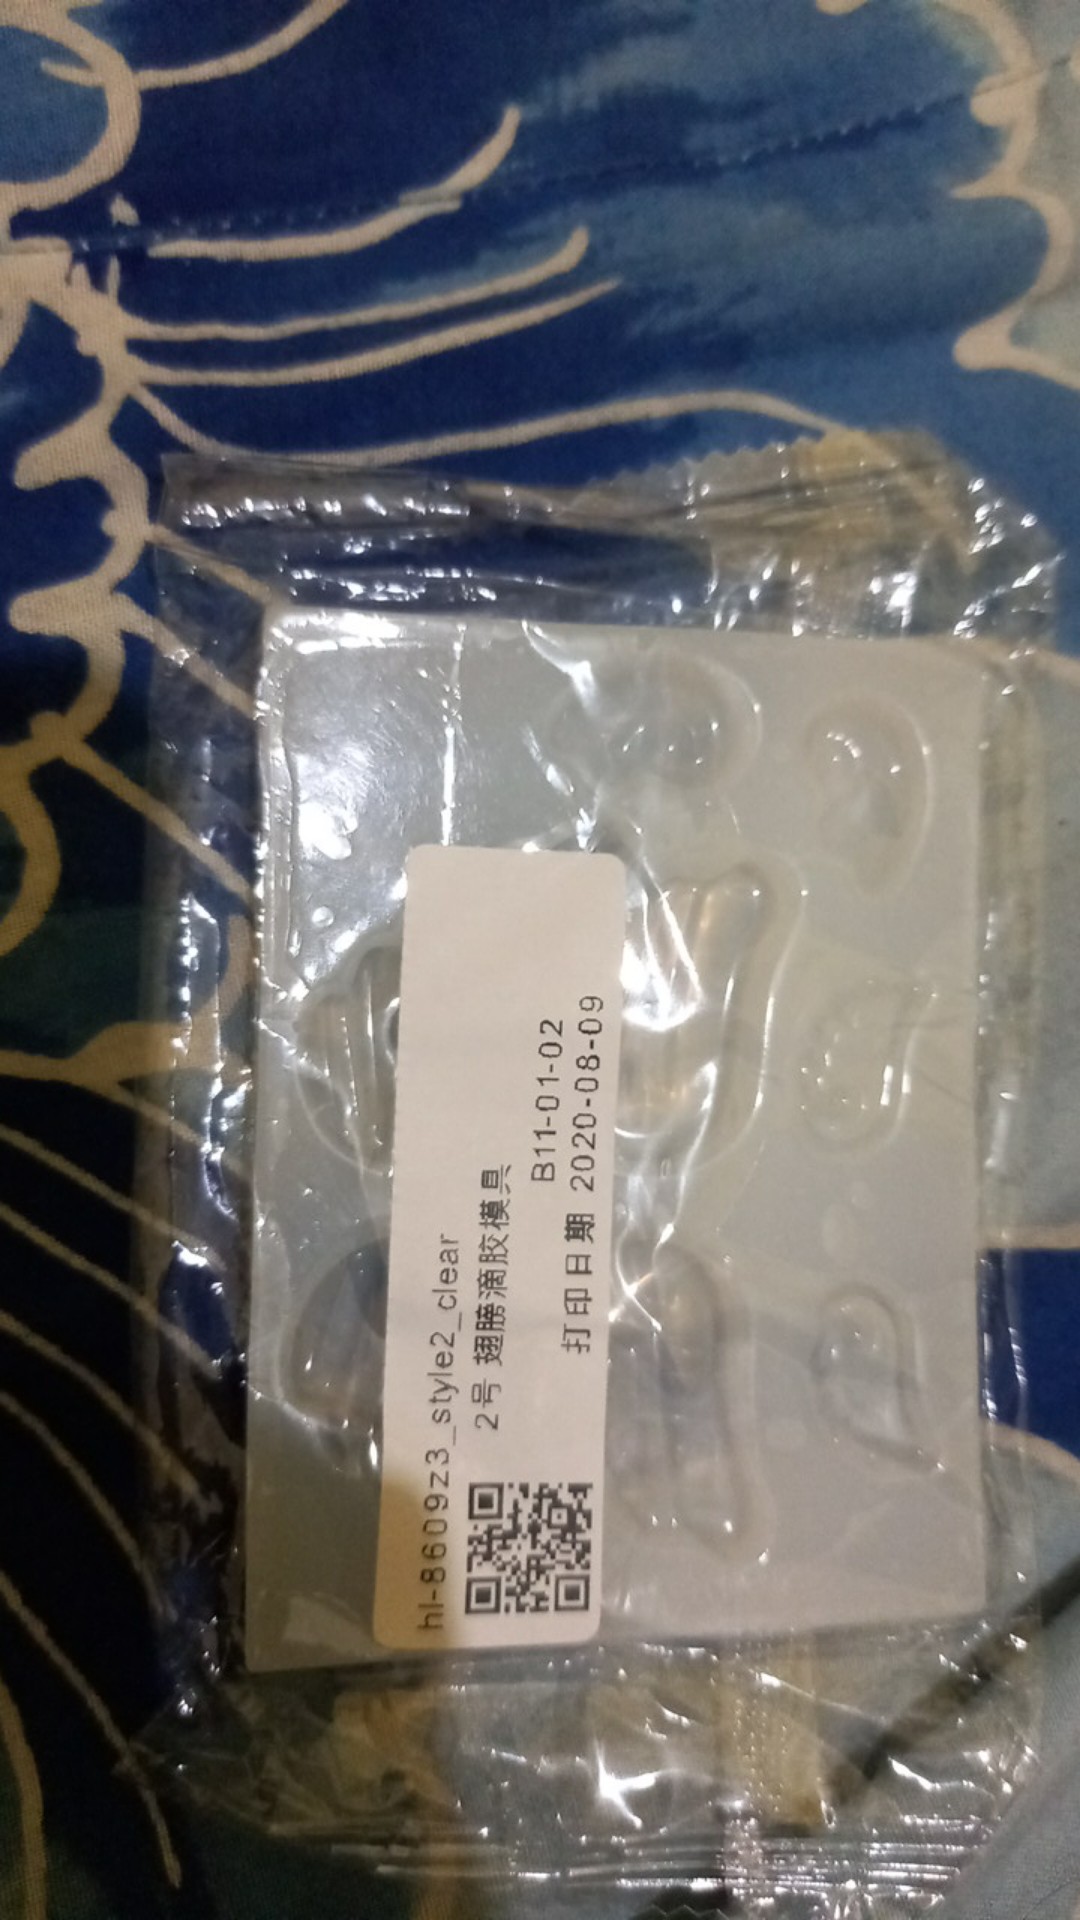 hl-8609z3_style2_clear
2号 翅膀滴胶模具
B11-01-02
打印日期 2020-08-09